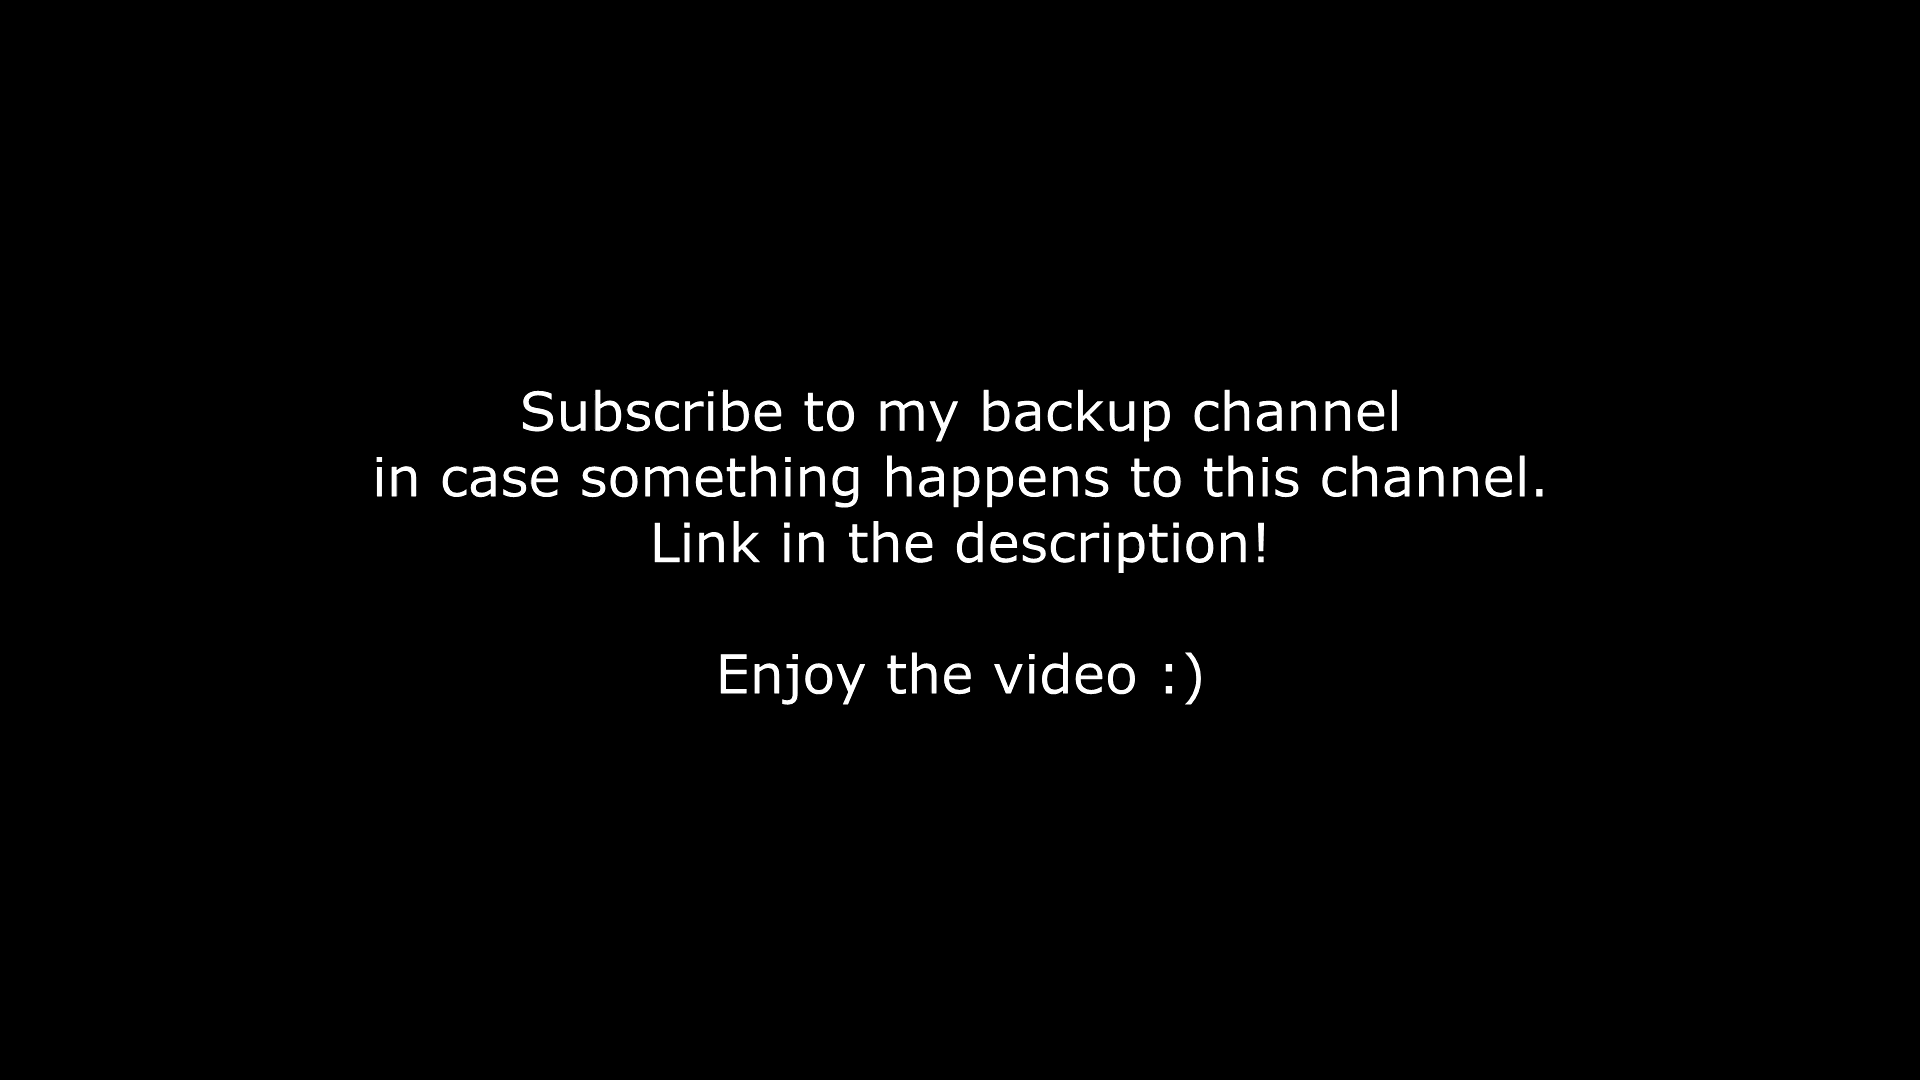 Subscribe to my backup channel
in case something happens to this channel.
Link in the description!
Enjoy the video :)